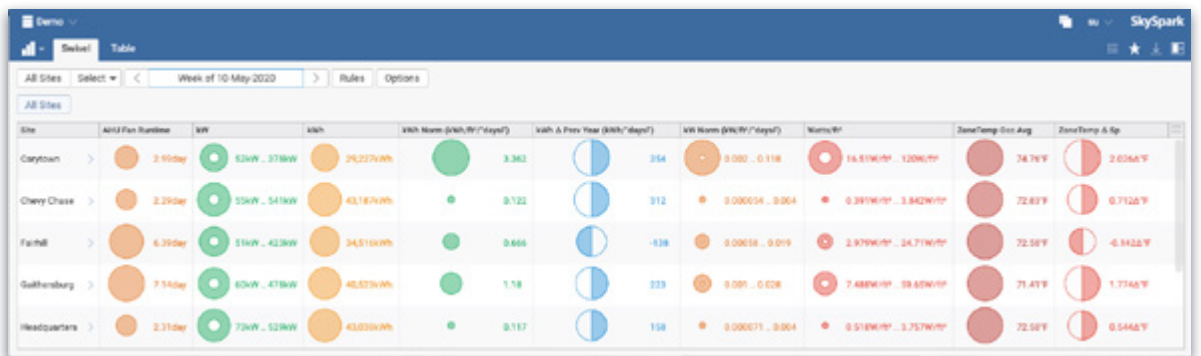 Demo SU SkySpark
Swivel Table
All Sites Select < Week of 10-May-2020 > Rules Options
All Sites
Site AHU Fan Runtime kW kWh kWh Norm (kWh/ft²/°daysF) kWh Δ Prev Year (kWh/°daysF) kW Norm (kW/ft²/°daysF) Watts/ft² ZoneTemp Occ Avg ZoneTemp Δ Sp
Carytown > 2.99day 52kW .. 378kW 29,227kWh 3.362 354 0.002 .. 0.118 16.51W/ft² .. 120W/ft² 74.76°F 2.036Δ°F
Chevy Chase > 2.29day 55kW .. 541kW 43,187kWh 0.122 312 0.000054 .. 0.004 0.391W/ft² .. 3.842W/ft² 72.83°F 0.712Δ°F
Fairhill > 6.39day 51kW .. 423kW 34,516kWh 0.666 -138 0.00058 .. 0.019 2.979W/ft² .. 24.71W/ft² 72.58°F -0.142Δ°F
Gaithersburg > 7.14day 60kW .. 478kW 40,523kWh 1.18 223 0.001 .. 0.028 7.488W/ft² .. 59.65W/ft² 71.41°F 1.774Δ°F
Headquarters > 2.31day 73kW .. 529kW 43,030kWh 0.117 158 0.000071 .. 0.004 0.518W/ft² .. 3.757W/ft² 72.58°F 0.544Δ°F